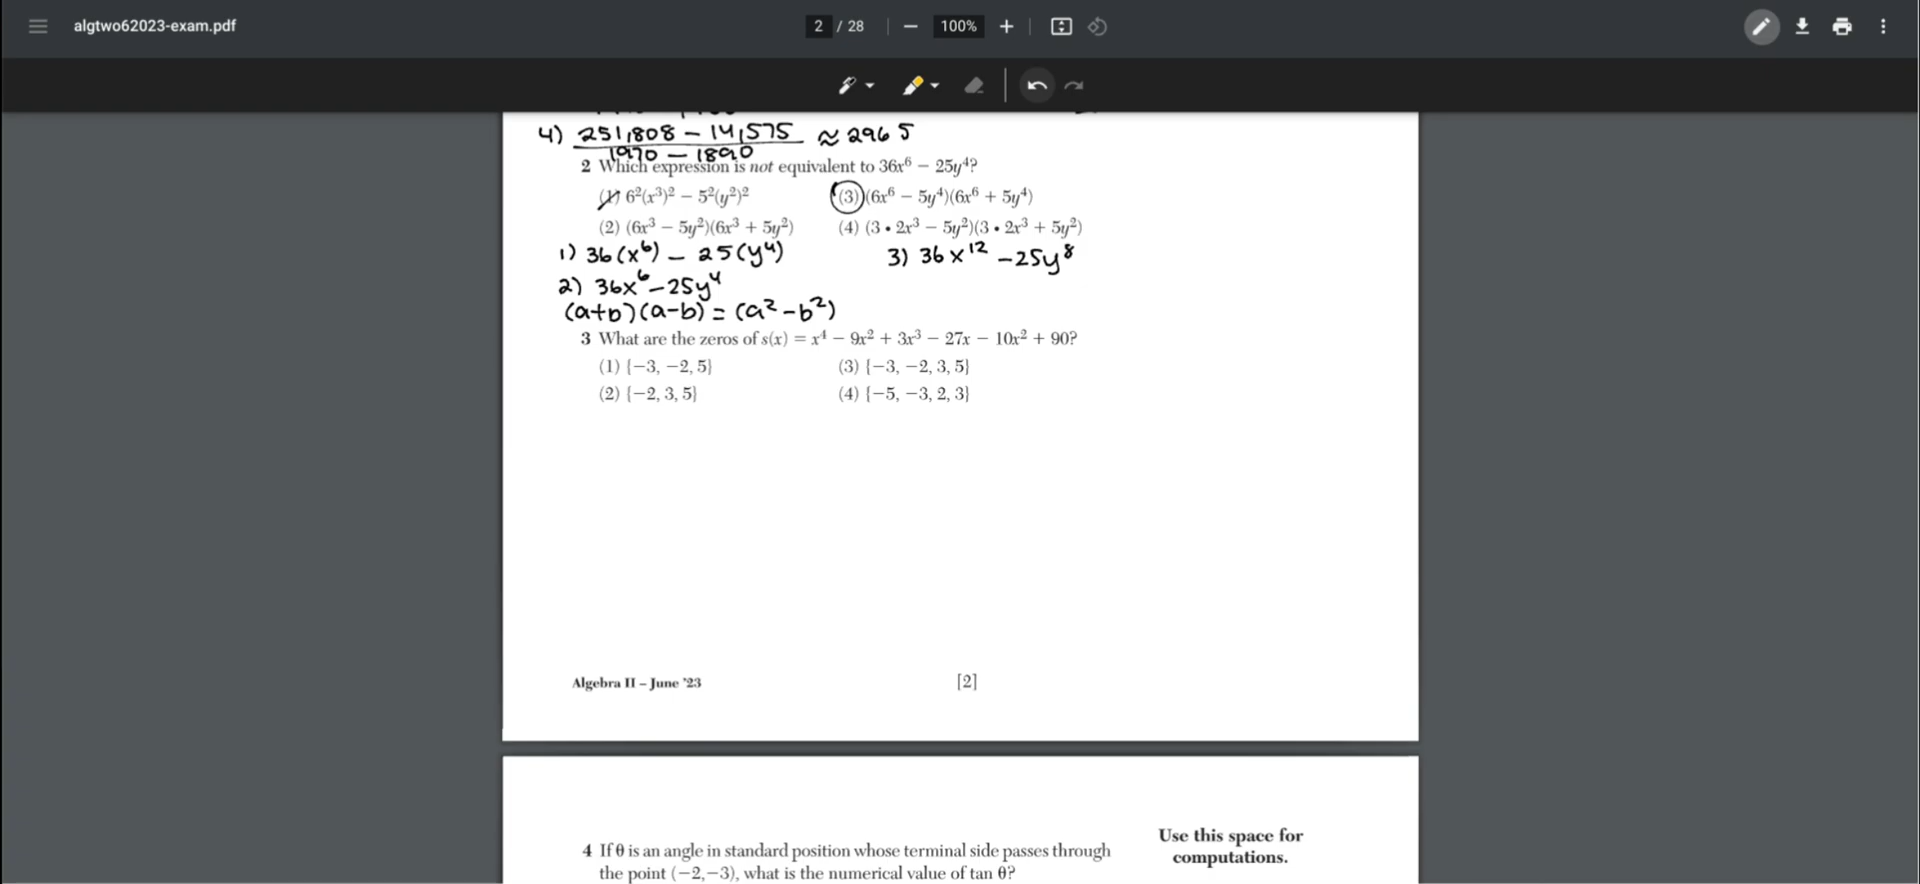 algtwo62023-exam.pdf
2 / 28
100%
4) 251,808 − 14,575 ≈ 2965
1970 − 1890
2 Which expression is not equivalent to 36x⁶ − 25y⁴?
(1) 6²(x³)² − 5²(y²)²
(3) (6x⁶ − 5y⁴)(6x⁶ + 5y⁴)
(2) (6x³ − 5y²)(6x³ + 5y²)
(4) (3 • 2x³ − 5y²)(3 • 2x³ + 5y²)
1) 36(x⁶) − 25(y⁴)
3) 36x¹² − 25y⁸
2) 36x⁶ − 25y⁴
(a+b)(a−b) = (a² − b²)
3 What are the zeros of s(x) = x⁴ − 9x² + 3x³ − 27x − 10x² + 90?
(1) {−3, −2, 5}
(3) {−3, −2, 3, 5}
(2) {−2, 3, 5}
(4) {−5, −3, 2, 3}
Algebra II – June ’23
[2]
Use this space for
computations.
4 If θ is an angle in standard position whose terminal side passes through
the point (−2,−3), what is the numerical value of tan θ?